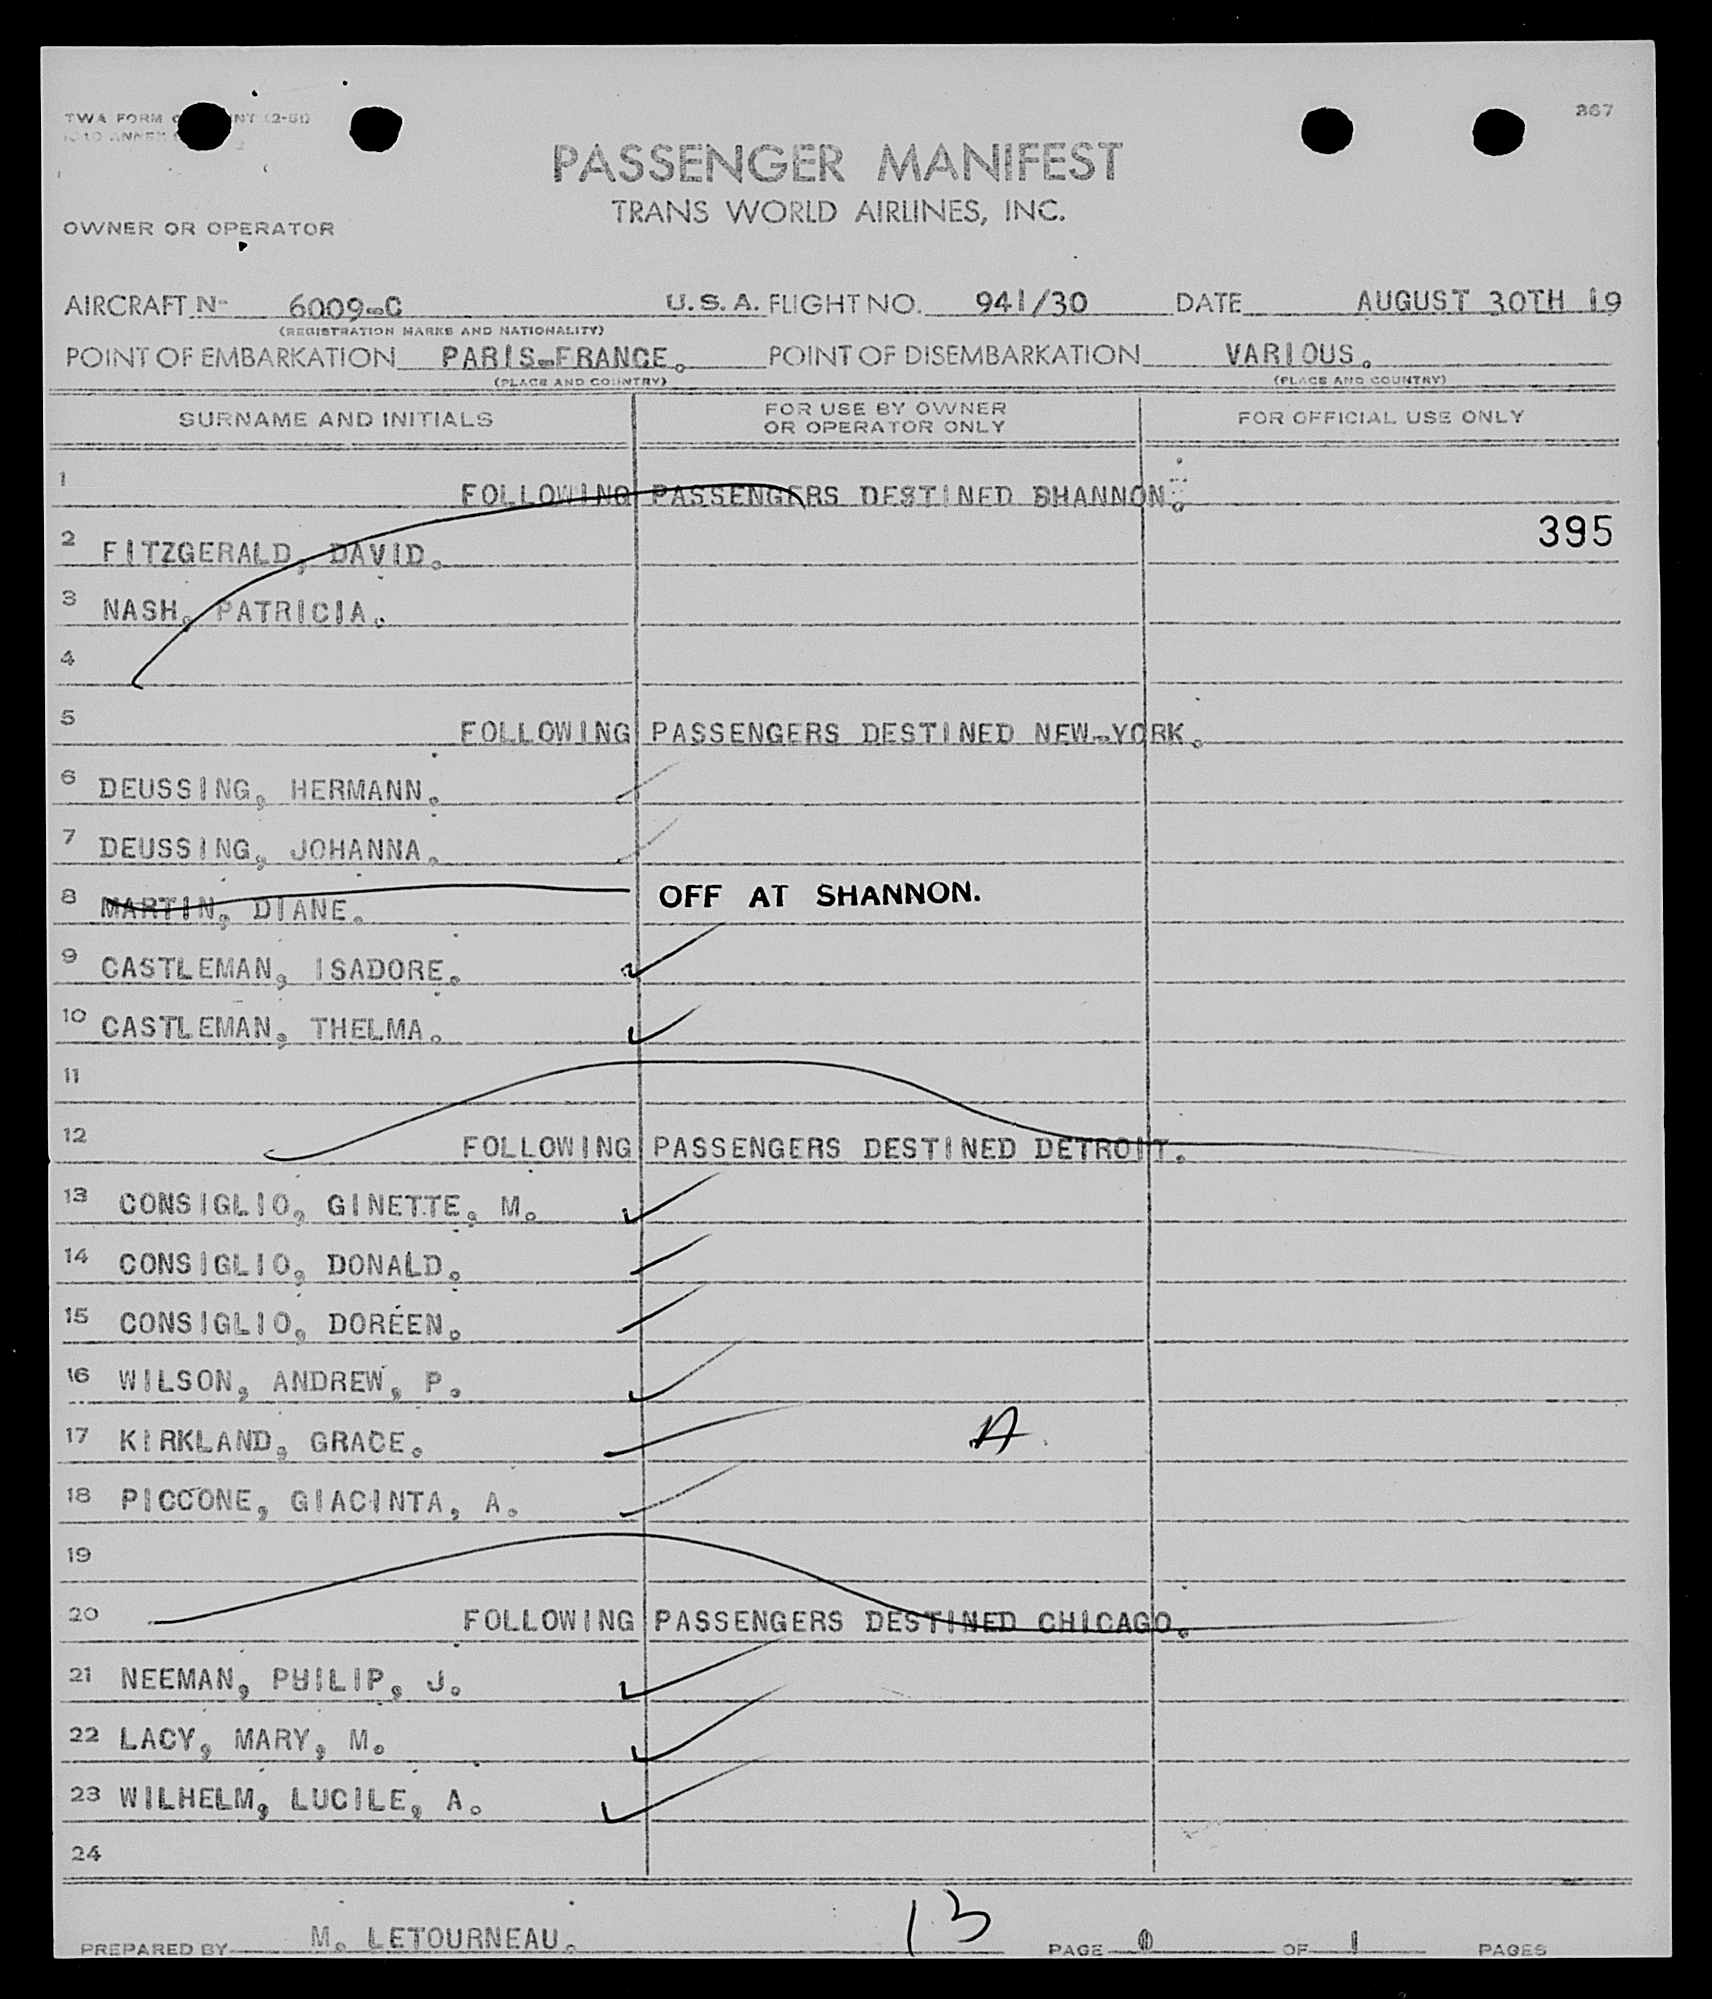 TWA FORM
367
PASSENGER MANIFEST
TRANS WORLD AIRLINES, INC.
OWNER OR OPERATOR
AIRCRAFT N- 6009-C U.S.A. FLIGHT NO. 941/30 DATE AUGUST 30TH 19
(REGISTRATION MARKS AND NATIONALITY)
POINT OF EMBARKATION PARIS-FRANCE. POINT OF DISEMBARKATION VARIOUS.
(PLACE AND COUNTRY) (PLACE AND COUNTRY)
SURNAME AND INITIALS FOR USE BY OWNER OR OPERATOR ONLY FOR OFFICIAL USE ONLY
1 FOLLOWING PASSENGERS DESTINED SHANNON.
395
2 FITZGERALD, DAVID.
3 NASH, PATRICIA.
4
5 FOLLOWING PASSENGERS DESTINED NEW-YORK.
6 DEUSSING, HERMANN.
7 DEUSSING, JOHANNA.
8 MARTIN, DIANE. OFF AT SHANNON.
9 CASTLEMAN, ISADORE.
10 CASTLEMAN, THELMA.
11
12 FOLLOWING PASSENGERS DESTINED DETROIT.
13 CONSIGLIO, GINETTE, M.
14 CONSIGLIO, DONALD.
15 CONSIGLIO, DOREEN.
16 WILSON, ANDREW, P.
17 KIRKLAND, GRACE. A
18 PICCONE, GIACINTA, A.
19
20 FOLLOWING PASSENGERS DESTINED CHICAGO.
21 NEEMAN, PHILIP, J.
22 LACY, MARY, M.
23 WILHELM, LUCILE, A.
24
13
PREPARED BY M. LETOURNEAU. PAGE OF 1 PAGES